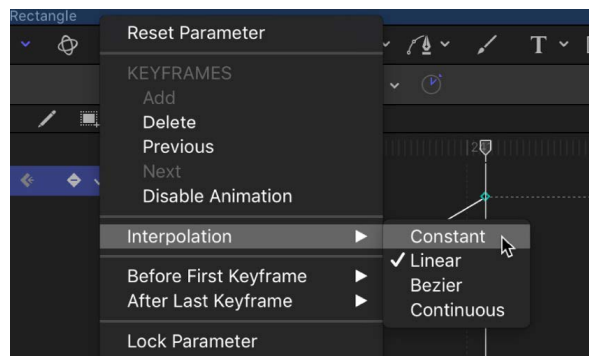 Rectangle
Reset Parameter
T
KEYFRAMES
Add
Delete
Previous
Next
Disable Animation
Interpolation
Constant
Linear
Before First Keyframe
Bezier
After Last Keyframe
Continuous
Lock Parameter